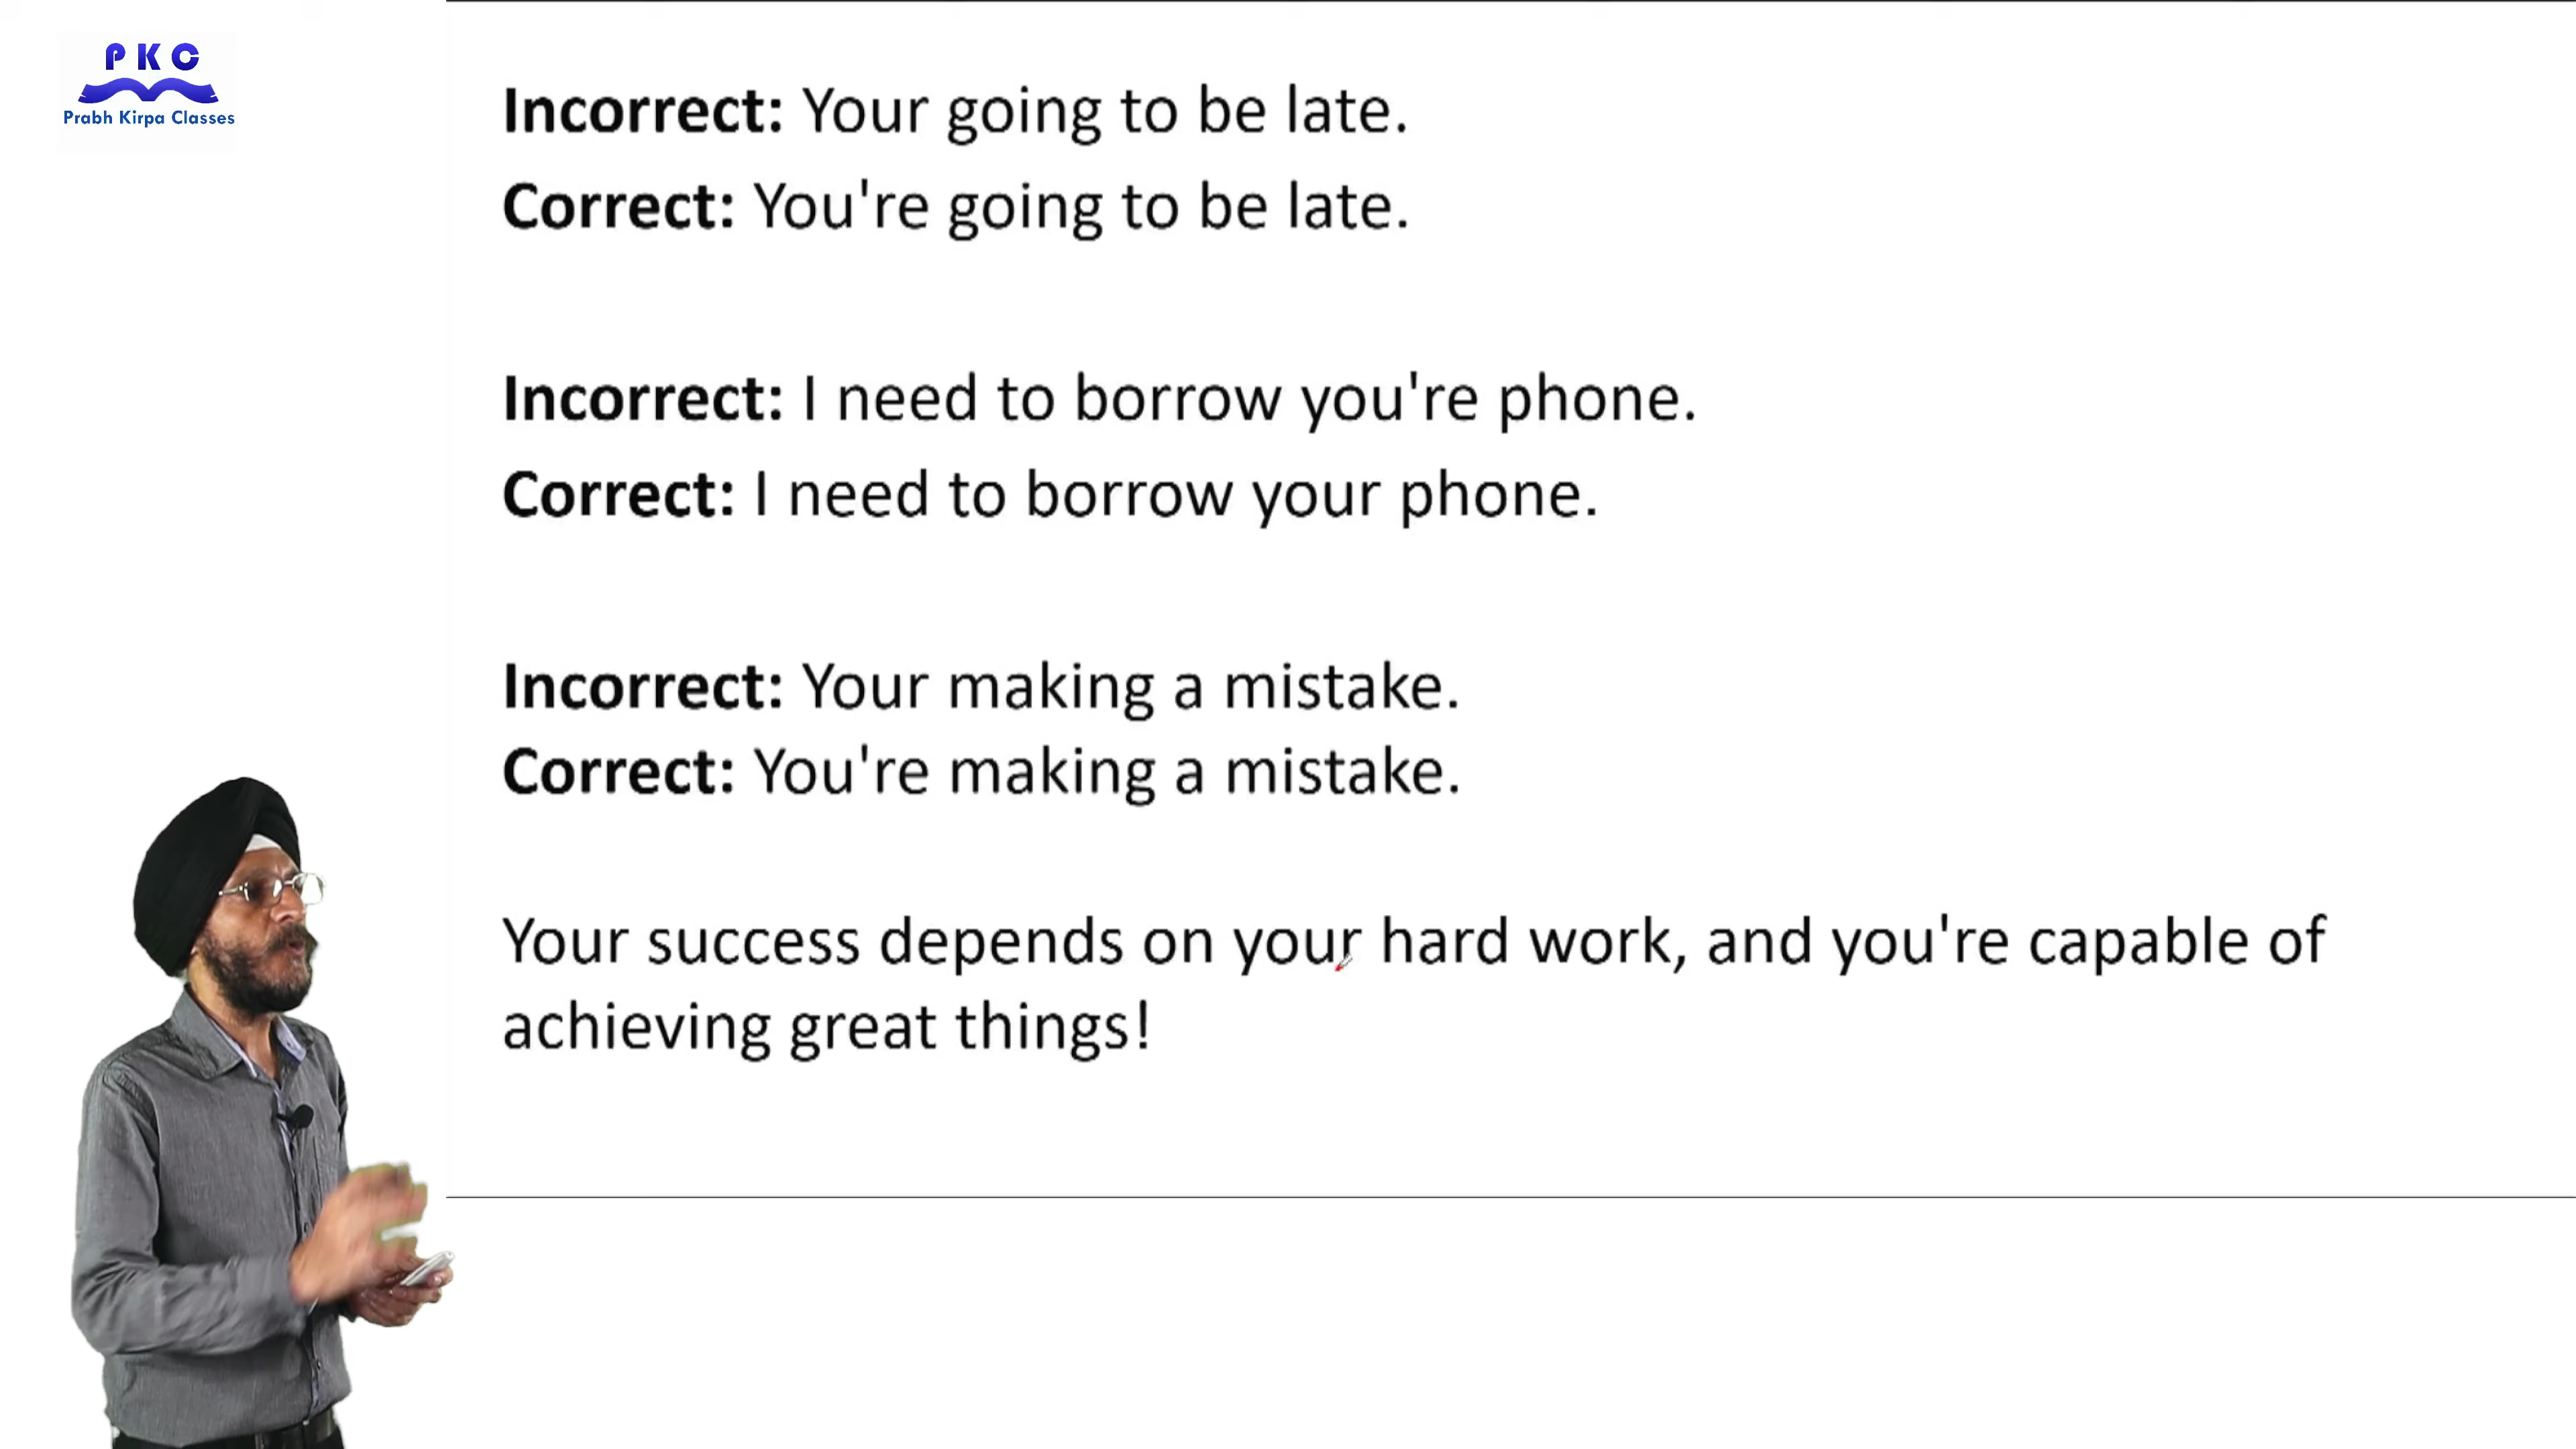 PKC
Prabh Kirpa Classes
Incorrect: Your going to be late.
Correct: You're going to be late.
Incorrect: I need to borrow you're phone.
Correct: I need to borrow your phone.
Incorrect: Your making a mistake.
Correct: You're making a mistake.
Your success depends on your hard work, and you're capable of
achieving great things!